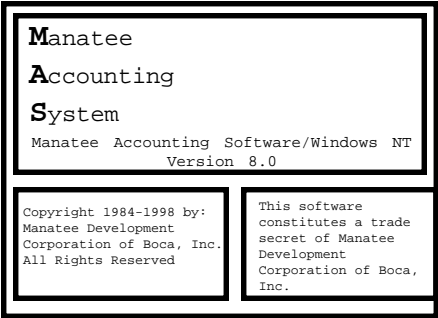 Manatee
Accounting
System
Manatee Accounting Software/Windows NT
Version 8.0
Copyright 1984-1998 by:
Manatee Development
Corporation of Boca, Inc.
All Rights Reserved
This software
constitutes a trade
secret of Manatee
Development
Corporation of Boca,
Inc.